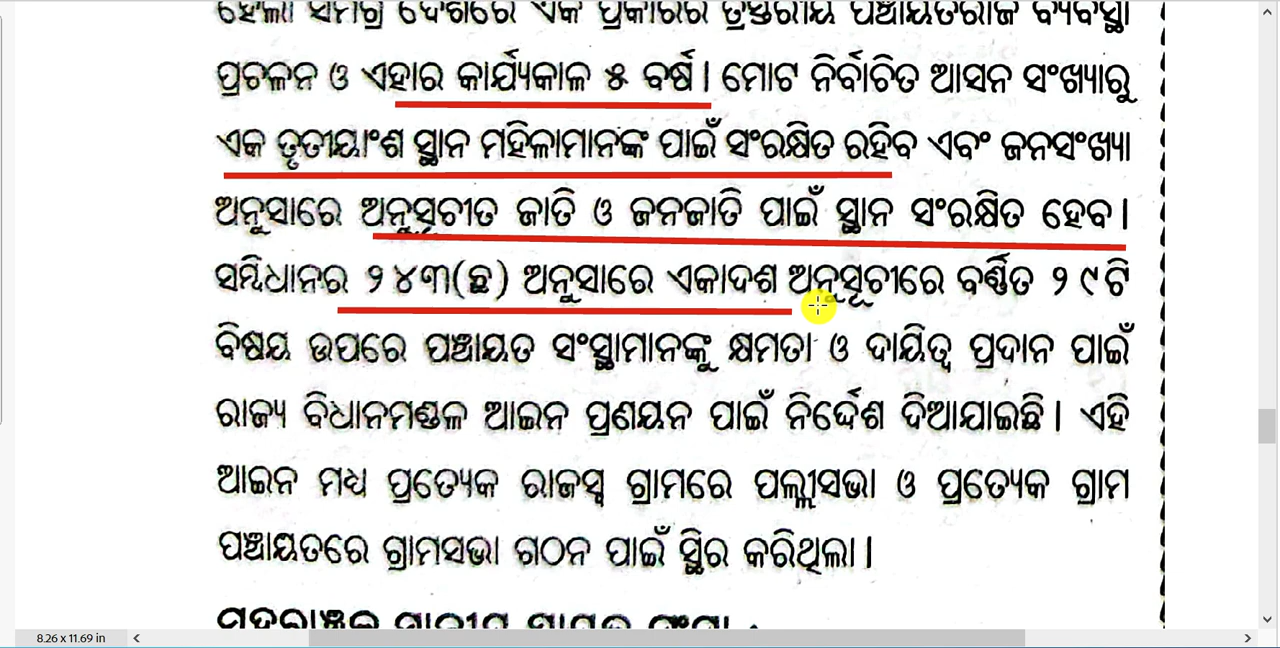 ହେଲା ସମଗ୍ର ଦେଶରେ ଏକ ପ୍ରକାରର ତ୍ରିସ୍ତରୀୟ ପଞ୍ଚାୟତରାଜ ବ୍ୟବସ୍ଥା
ପ୍ରଚଳନ ଓ ଏହାର କାର୍ଯ୍ୟକାଳ ୫ ବର୍ଷ । ମୋଟ ନିର୍ବାଚିତ ଆସନ ସଂଖ୍ୟାରୁ
ଏକ ତୃତୀୟାଂଶ ସ୍ଥାନ ମହିଳାମାନଙ୍କ ପାଇଁ ସଂରକ୍ଷିତ ରହିବ ଏବଂ ଜନସଂଖ୍ୟା
ଅନୁସାରେ ଅନୁସୂଚୀତ ଜାତି ଓ ଜନଜାତି ପାଇଁ ସ୍ଥାନ ସଂରକ୍ଷିତ ହେବ ।
ସମ୍ବିଧାନର ୨୪୩(ଛ) ଅନୁସାରେ ଏକାଦଶ ଅନୁସୂଚୀରେ ବର୍ଣ୍ଣିତ ୨୯ଟି
ବିଷୟ ଉପରେ ପଞ୍ଚାୟତ ସଂସ୍ଥାମାନଙ୍କୁ କ୍ଷମତା ଓ ଦାୟିତ୍ୱ ପ୍ରଦାନ ପାଇଁ
ରାଜ୍ୟ ବିଧାନମଣ୍ଡଳ ଆଇନ ପ୍ରଣୟନ ପାଇଁ ନିର୍ଦ୍ଦେଶ ଦିଆଯାଇଛି । ଏହି
ଆଇନ ମଧ୍ୟ ପ୍ରତ୍ୟେକ ରାଜସ୍ୱ ଗ୍ରାମରେ ପଲ୍ଲୀସଭା ଓ ପ୍ରତ୍ୟେକ ଗ୍ରାମ
ପଞ୍ଚାୟତରେ ଗ୍ରାମସଭା ଗଠନ ପାଇଁ ସ୍ଥିର କରିଥିଲା ।
8.26 x 11.69 in